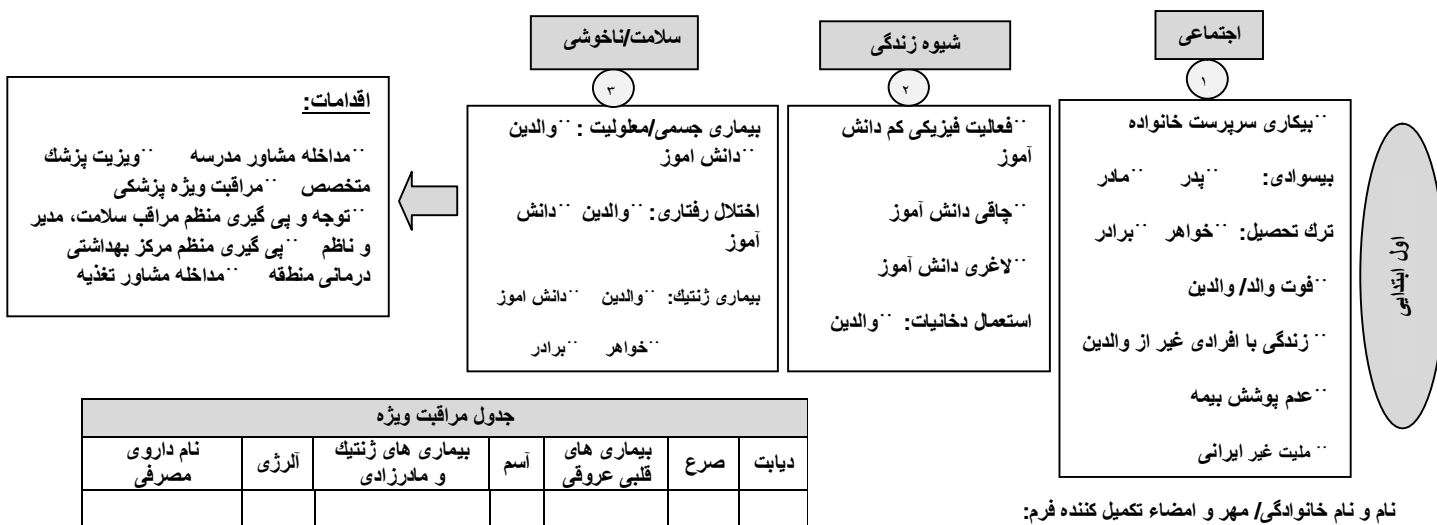 اجتماعی
۱
¨بیکاری سرپرست خانواده
بیسوادی: ¨پدر ¨مادر
ترك تحصیل: ¨خواهر ¨برادر
¨فوت والد/ والدین
¨ زندگی با افرادی غیر از والدین
¨عدم پوشش بیمه
¨ ملیت غیر ایرانی
اول ابتدایی
شیوه زندگی
۲
¨فعالیت فیزیکی کم دانش
آموز
¨چاقی دانش آموز
¨لاغری دانش آموز
استعمال دخانیات: ¨والدین
سلامت/ناخوشی
۳
بیماری جسمی/معلولیت : ¨والدین
¨دانش اموز
اختلال رفتاری: ¨والدین ¨دانش
آموز
بیماری ژنتیك: ¨والدین ¨دانش اموز
¨خواهر ¨برادر
اقدامات:
¨مداخله مشاور مدرسه ¨ویزیت پزشك
متخصص ¨مراقبت ویژه پزشکی
¨توجه و پی گیری منظم مراقب سلامت، مدیر
و ناظم ¨پی گیری منظم مرکز بهداشتی
درمانی منطقه ¨مداخله مشاور تغذیه
جدول مراقبت ویژه
دیابت
صرع
بیماری های
قلبی عروقی
آسم
بیماری های ژنتیك
و مادرزادی
آلرژی
نام داروی
مصرفی
نام و نام خانوادگی/ مهر و امضاء تکمیل کننده فرم: